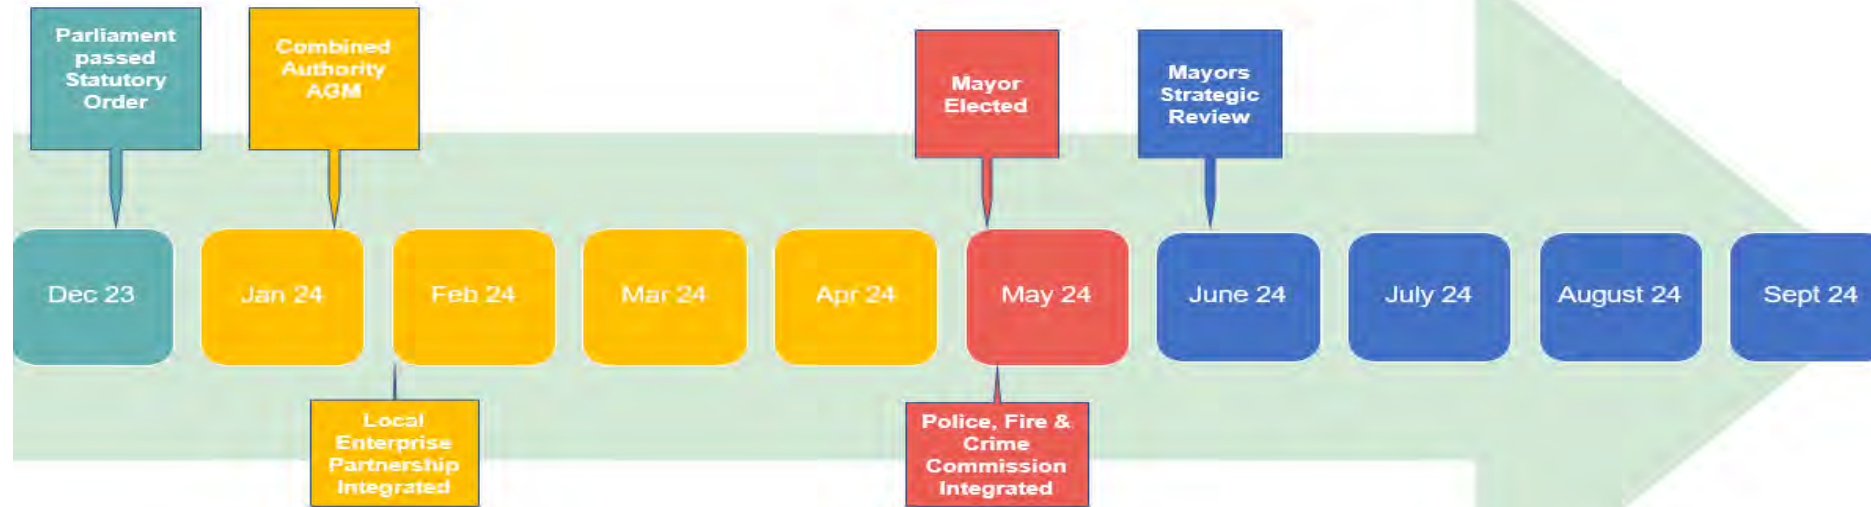 Parliament
passed
Statutory
Order
Combined
Authority
AGM
Mayor
Elected
Mayors
Strategic
Review
Dec 23
Jan 24
Feb 24
Mar 24
Apr 24
May 24
June 24
July 24
August 24
Sept 24
Local
Enterprise
Partnership
Integrated
Police, Fire &
Crime
Commission
Integrated